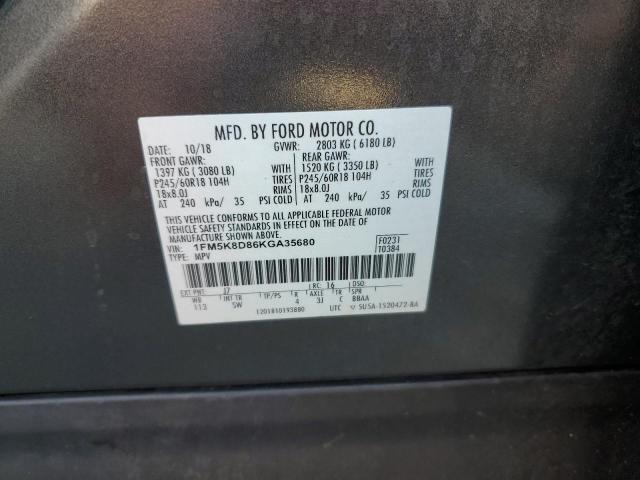 MFD. BY FORD MOTOR CO.
10/18 GVWR: 2803 KG ( 6180 LB)
FRONT GAWR: REAR GAWR:
1397 KG ( 3080 LB) WITH 1520 KG ( 3350 LB) WITH
P245/60R18 104H TIRES P245/60R18 104H TIRES
18x8.0J RIMS 18x8.0J RIMS
AT 240 kPa/ 35 PSI COLD AT 240 kPa/ 35 PSI COLD
THIS VEHICLE CONFORMS TO ALL APPLICABLE FEDERAL MOTOR
VEHICLE SAFETY STANDARDS IN EFFECT ON THE DATE OF
MANUFACTURE SHOWN ABOVE.
VIN: 1FM5K8D86KGA35680 F0231
TYPE: MPV T0384
EXT PNT: J7 RC: 16 DSO:
WB INT TR TP/PS R AXLE TR SPR
113 SW 4 3J C BBAA
1201810193880 UTC 5U5A-1520472-BA